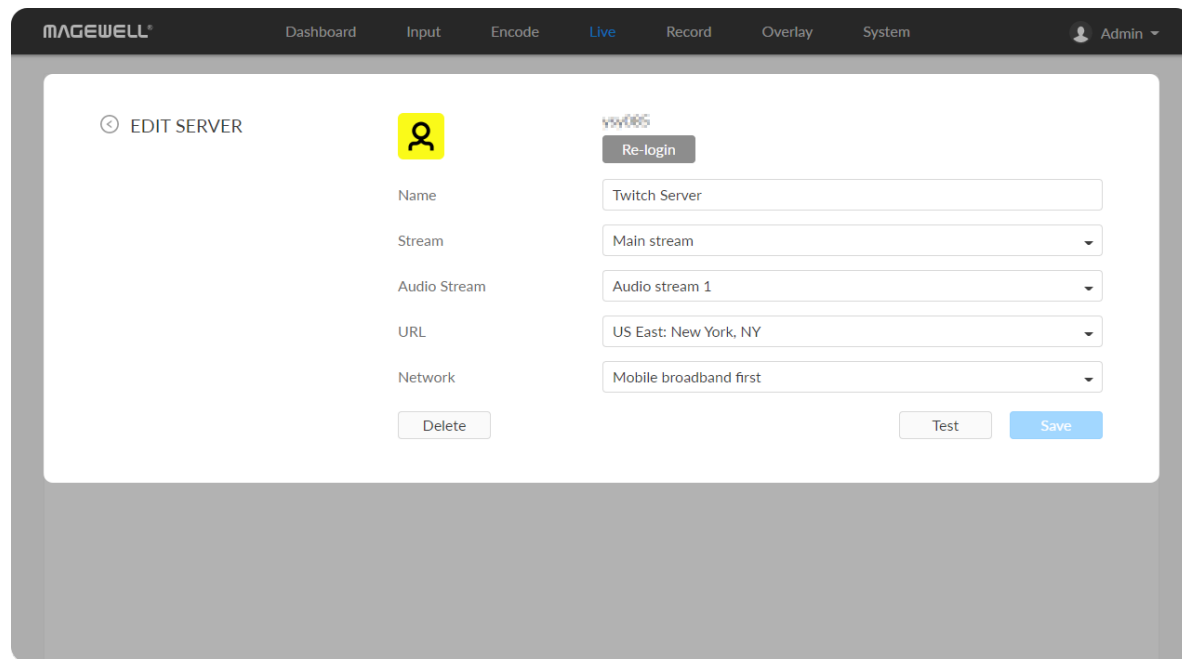 MAGEWELL® Dashboard Input Encode Live Record Overlay System Admin
EDIT SERVER
Re-login
Name Twitch Server
Stream Main stream
Audio Stream Audio stream 1
URL US East: New York, NY
Network Mobile broadband first
Delete Test Save